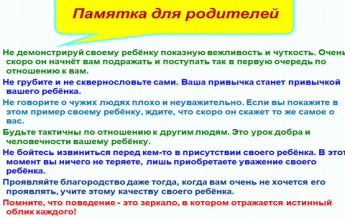 Памятка для родителей
Не демонстрируй своему ребёнку показную вежливость и чуткость. Очень
скоро он начнёт вам подражать и поступать так в первую очередь по
отношению к вам.
Не грубите и не сквернословьте сами. Ваша привычка станет привычкой
вашего ребёнка.
Не говорите о чужих людях плохо и неуважительно. Если вы покажите в
этом пример своему ребёнку, ждите, что скоро он скажет то же самое о
вас.
Будьте тактичны по отношению к другим людям. Это урок добра и
человечности вашему ребёнку.
Не бойтесь извиниться перед кем-то в присутствии своего ребёнка. В этот
момент вы ничего не теряете, лишь приобретаете уважение своего
ребёнка.
Проявляйте благородство даже тогда, когда вам очень не хочется его
проявлять, учите этому качеству своего ребёнка.
Помните, что поведение - это зеркало, в котором отражается истинный
облик каждого!